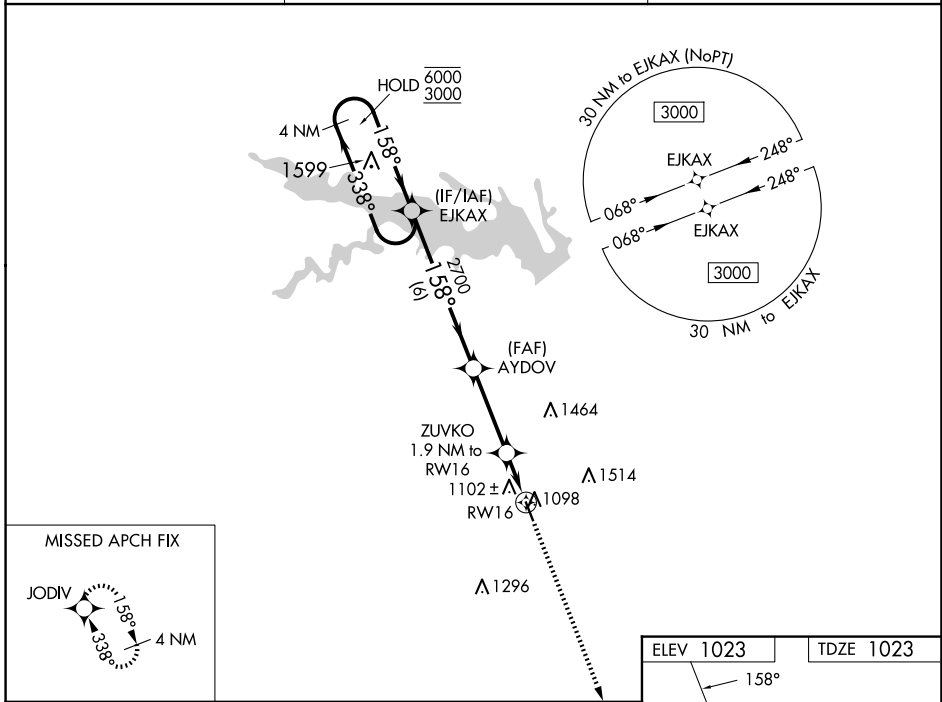 HOLD 6000
3000
4 NM
158°
1599
338°
(IF/IAF)
EJKAX
2700
158°
(6)
(FAF)
AYDOV
1464
ZUVKO
1.9 NM to
RW16
1514
1102 ±
1098
RW16
1296
30 NM to EJKAX (NoPT)
3000
EJKAX
248°
068°
248°
068°
EJKAX
3000
30 NM to EJKAX
MISSED APCH FIX
JODIV
158°
338°
4 NM
ELEV 1023
TDZE 1023
158°